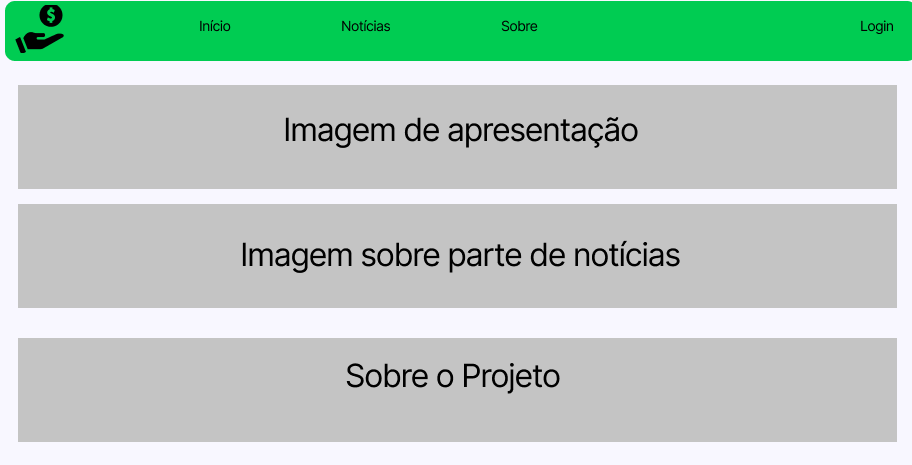 Início
Notícias
Sobre
Login
Imagem de apresentação
Imagem sobre parte de notícias
Sobre o Projeto